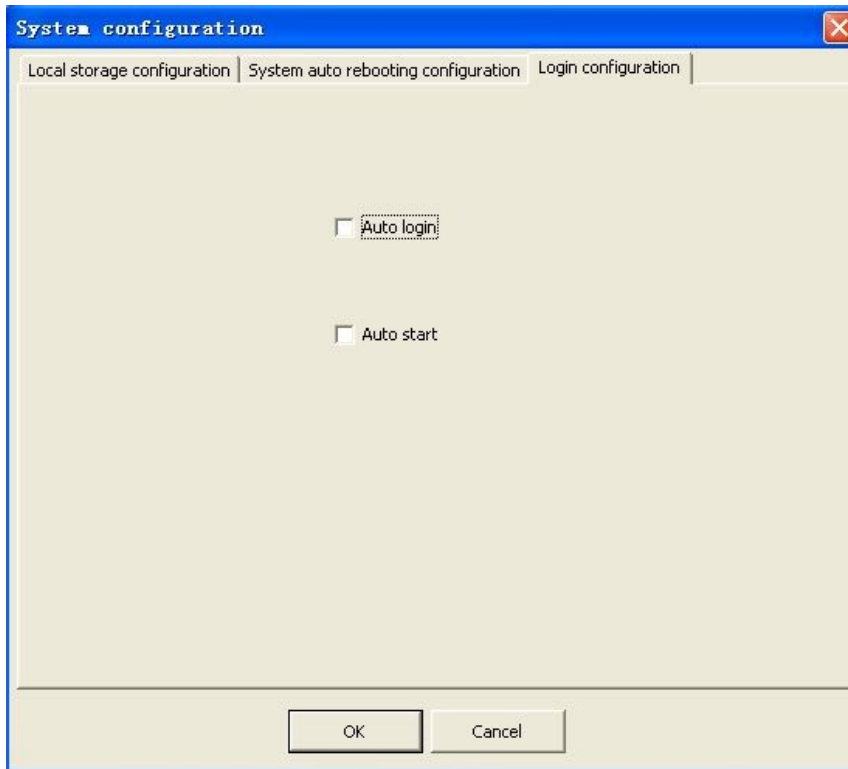 System configuration
Local storage configuration System auto rebooting configuration Login configuration
Auto login
Auto start
OK Cancel